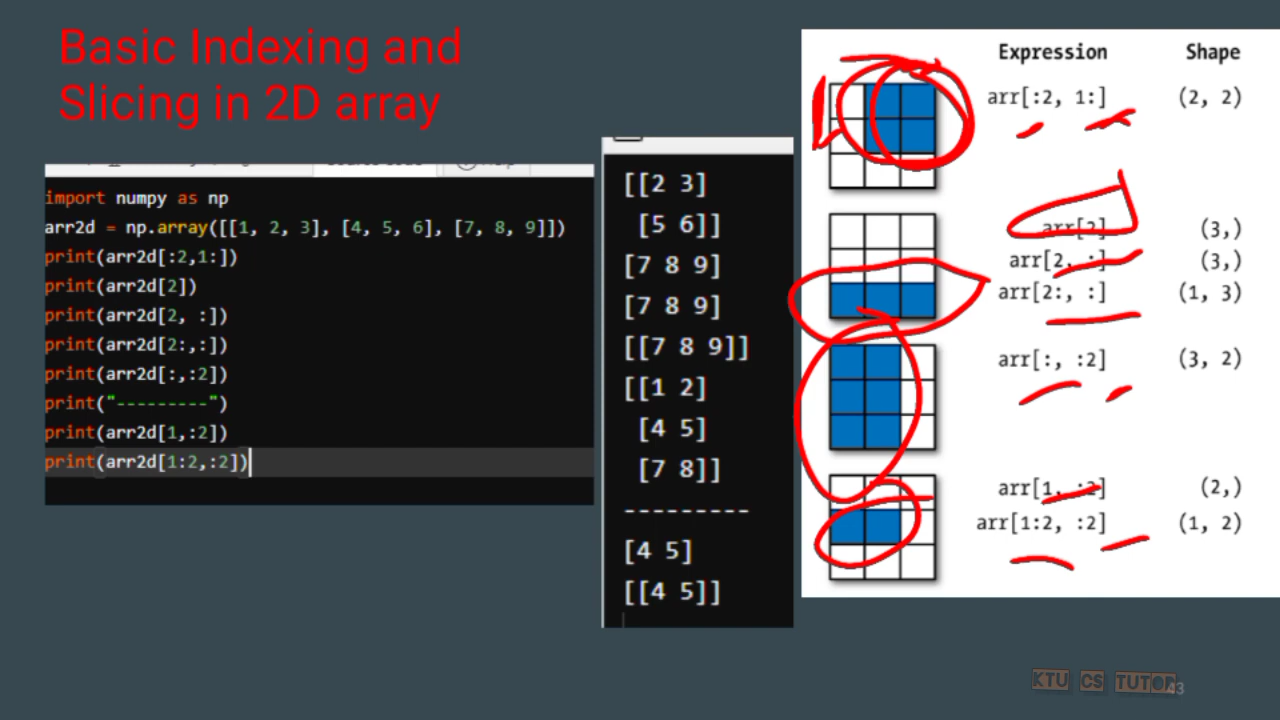 Basic Indexing and
Slicing in 2D array
import numpy as np
arr2d = np.array([[1, 2, 3], [4, 5, 6], [7, 8, 9]])
print(arr2d[:2,1:])
print(arr2d[2])
print(arr2d[2, :])
print(arr2d[2:,:])
print(arr2d[:,:2])
print("---------")
print(arr2d[1,:2])
print(arr2d[1:2,:2])
[[2 3]
[5 6]]
[7 8 9]
[7 8 9]
[[7 8 9]]
[[1 2]
[4 5]
[7 8]]
---------
[4 5]
[[4 5]]
Expression Shape
arr[:2, 1:] (2, 2)
arr[2] (3,)
arr[2, :] (3,)
arr[2:, :] (1, 3)
arr[:, :2] (3, 2)
arr[1, :2] (2,)
arr[1:2, :2] (1, 2)
KTU CS TUTOR
43